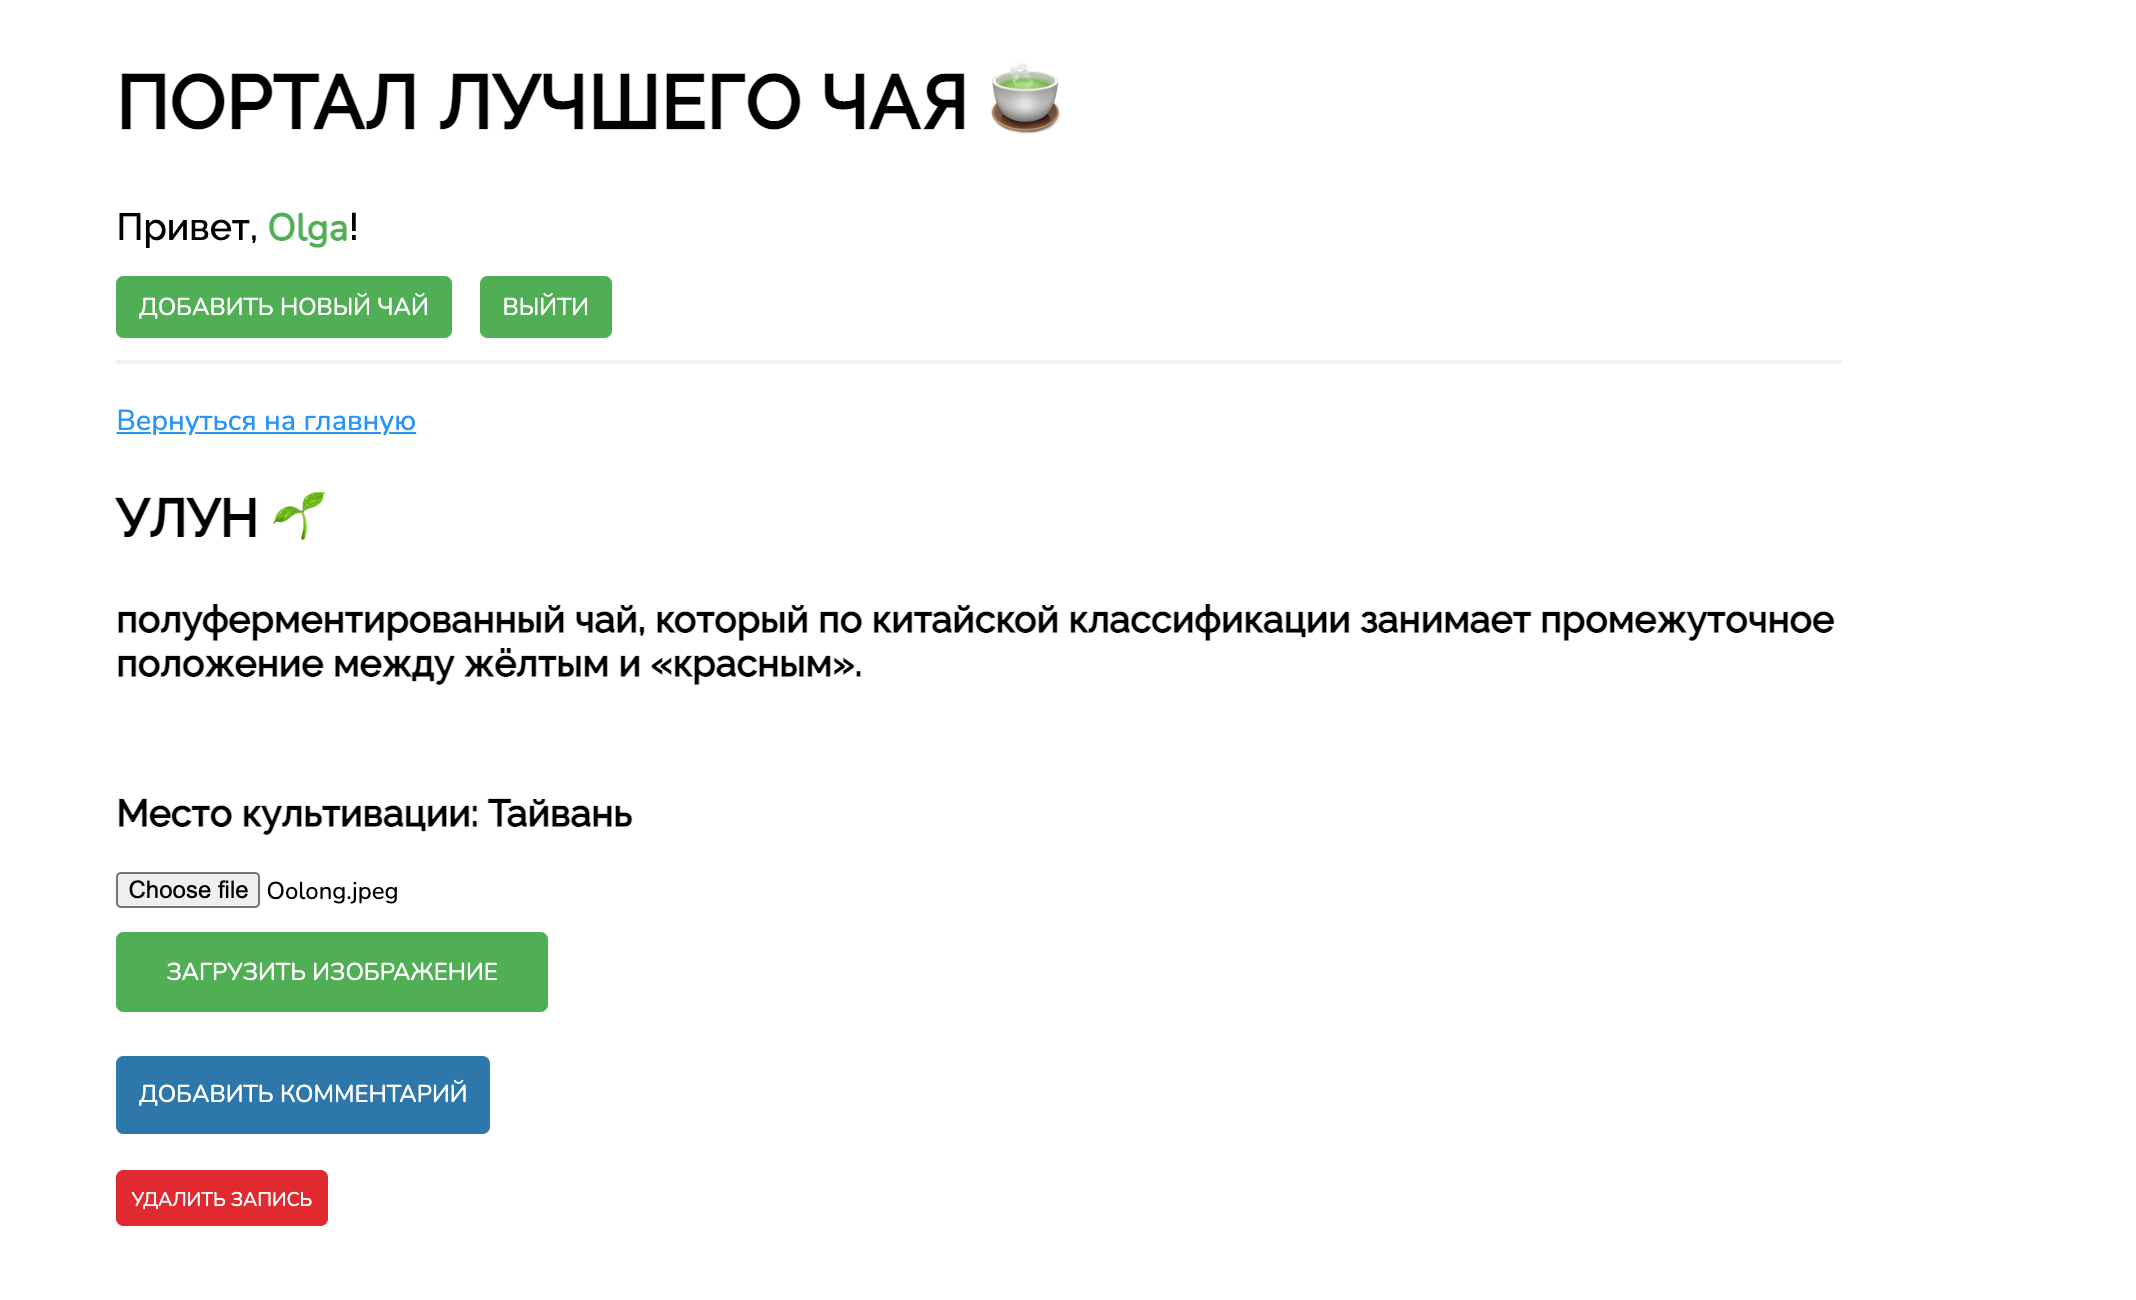 ПОРТАЛ ЛУЧШЕГО ЧАЯ 🍵
Привет, Olga!
ДОБАВИТЬ НОВЫЙ ЧАЙ ВЫЙТИ
Вернуться на главную
УЛУН 🌱
полуферментированный чай, который по китайской классификации занимает промежуточное
положение между жёлтым и «красным».
Место культивации: Тайвань
Choose file Oolong.jpeg
ЗАГРУЗИТЬ ИЗОБРАЖЕНИЕ
ДОБАВИТЬ КОММЕНТАРИЙ
УДАЛИТЬ ЗАПИСЬ